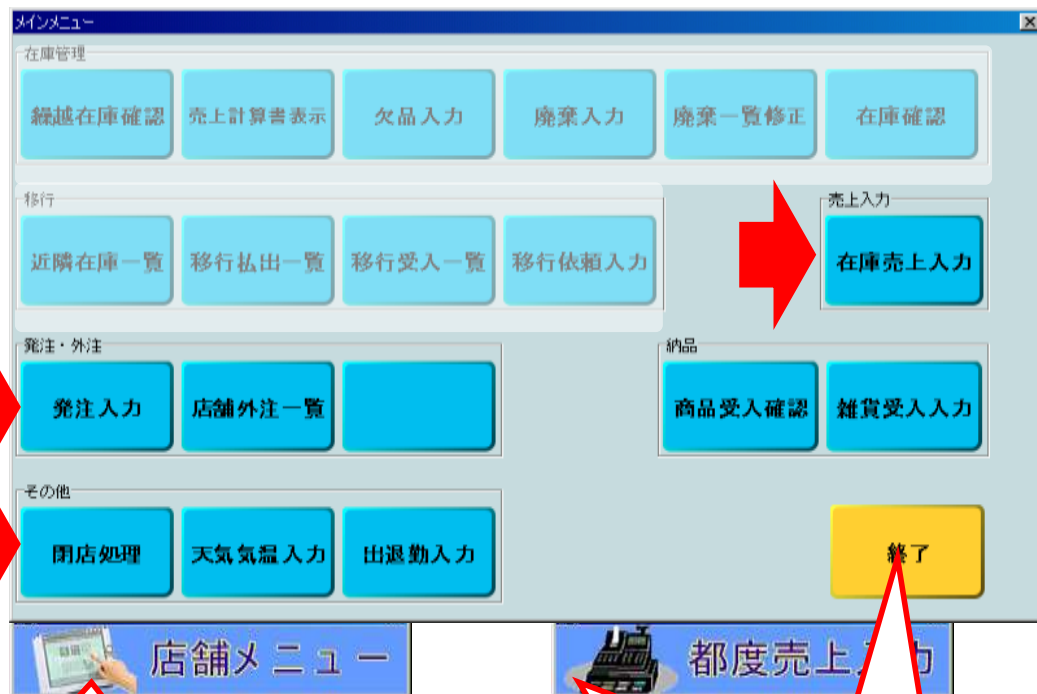 メインメニュー
在庫管理
繰越在庫確認 売上計算書表示 欠品入力 廃棄入力 廃棄一覧修正 在庫確認
移行 売上入力
近隣在庫一覧 移行払出一覧 移行受入一覧 移行依頼入力 在庫売上入力
発注・外注 納品
発注入力 店舗外注一覧 商品受入確認 雑貨受入入力
その他
閉店処理 天気気温入力 出退勤入力 終了
店舗メニュー 都度売上入力